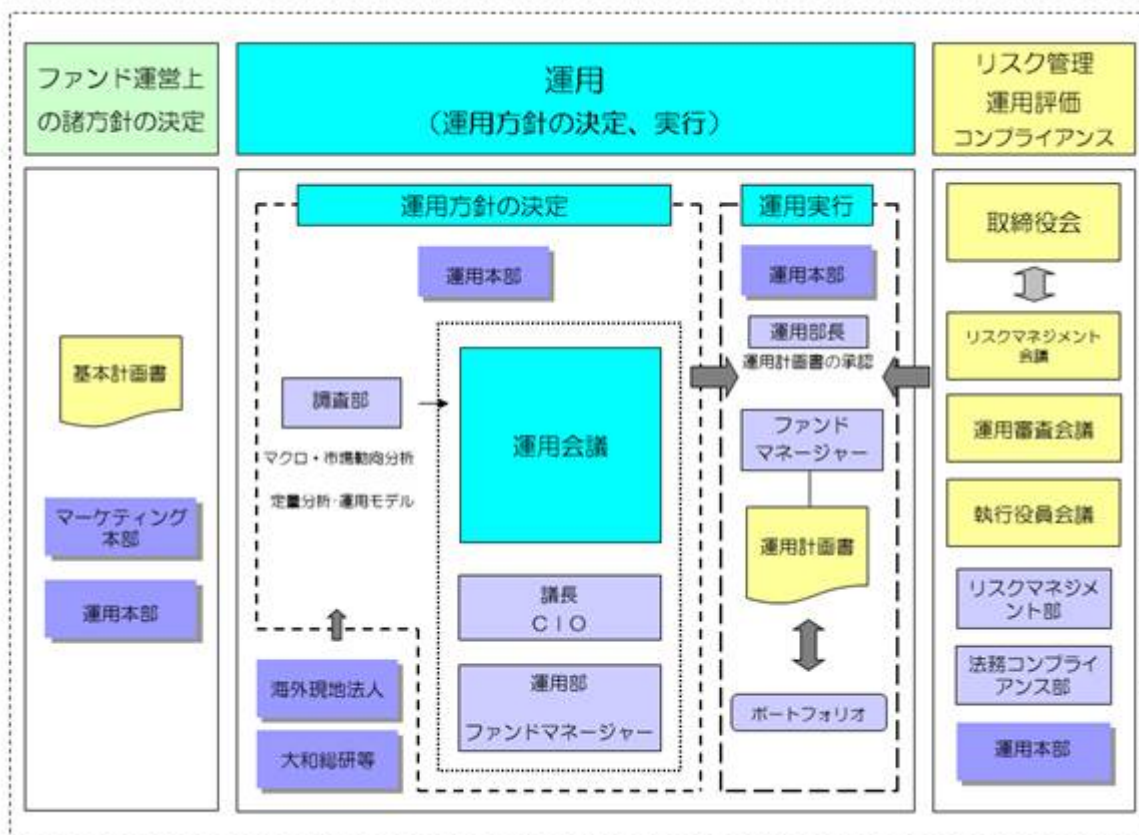 ファンド運営上
の諸方針の決定
基本計画書
マーケティング
本部
運用本部
運用
（運用方針の決定、実行）
運用方針の決定
運用本部
調査部
マクロ・市場動向分析
定量分析・運用モデル
海外現地法人
大和総研等
運用会議
議長
ＣＩＯ
運用部
ファンドマネージャー
運用実行
運用本部
運用部長
運用計画書の承認
ファンド
マネージャー
運用計画書
ポートフォリオ
リスク管理
運用評価
コンプライアンス
取締役会
リスクマネジメント
会議
運用審査会議
執行役員会議
リスクマネジメ
ント部
法務コンプライ
アンス部
運用本部